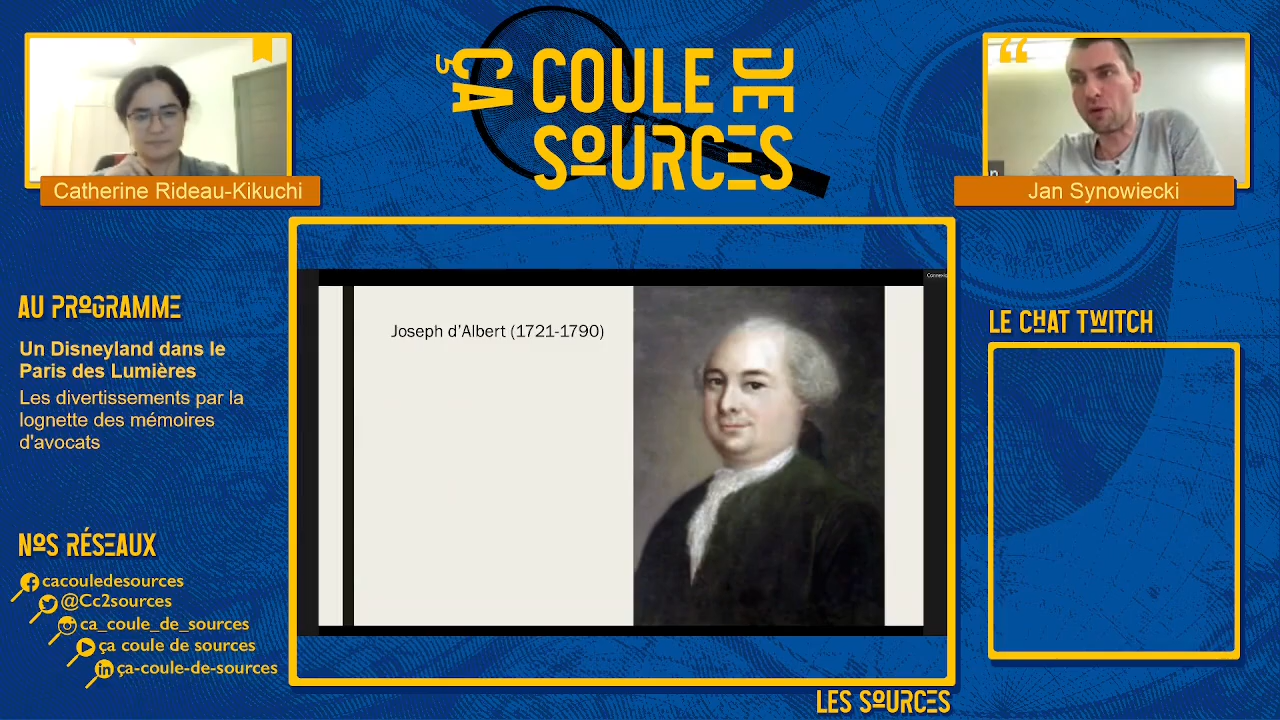 ÇA
COULE
DE
SOURCES
Catherine Rideau-Kikuchi
Jan Synowiecki
AU PROGRAMME
Un Disneyland dans le
Paris des Lumières
Les divertissements par la
lognette des mémoires
d'avocats
Joseph d'Albert (1721-1790)
LE CHAT TWITCH
NOS RÉSEAUX
cacouledesources
@Cc2sources
ca_coule_de_sources
ça coule de sources
ça-coule-de-sources
LES SOURCES